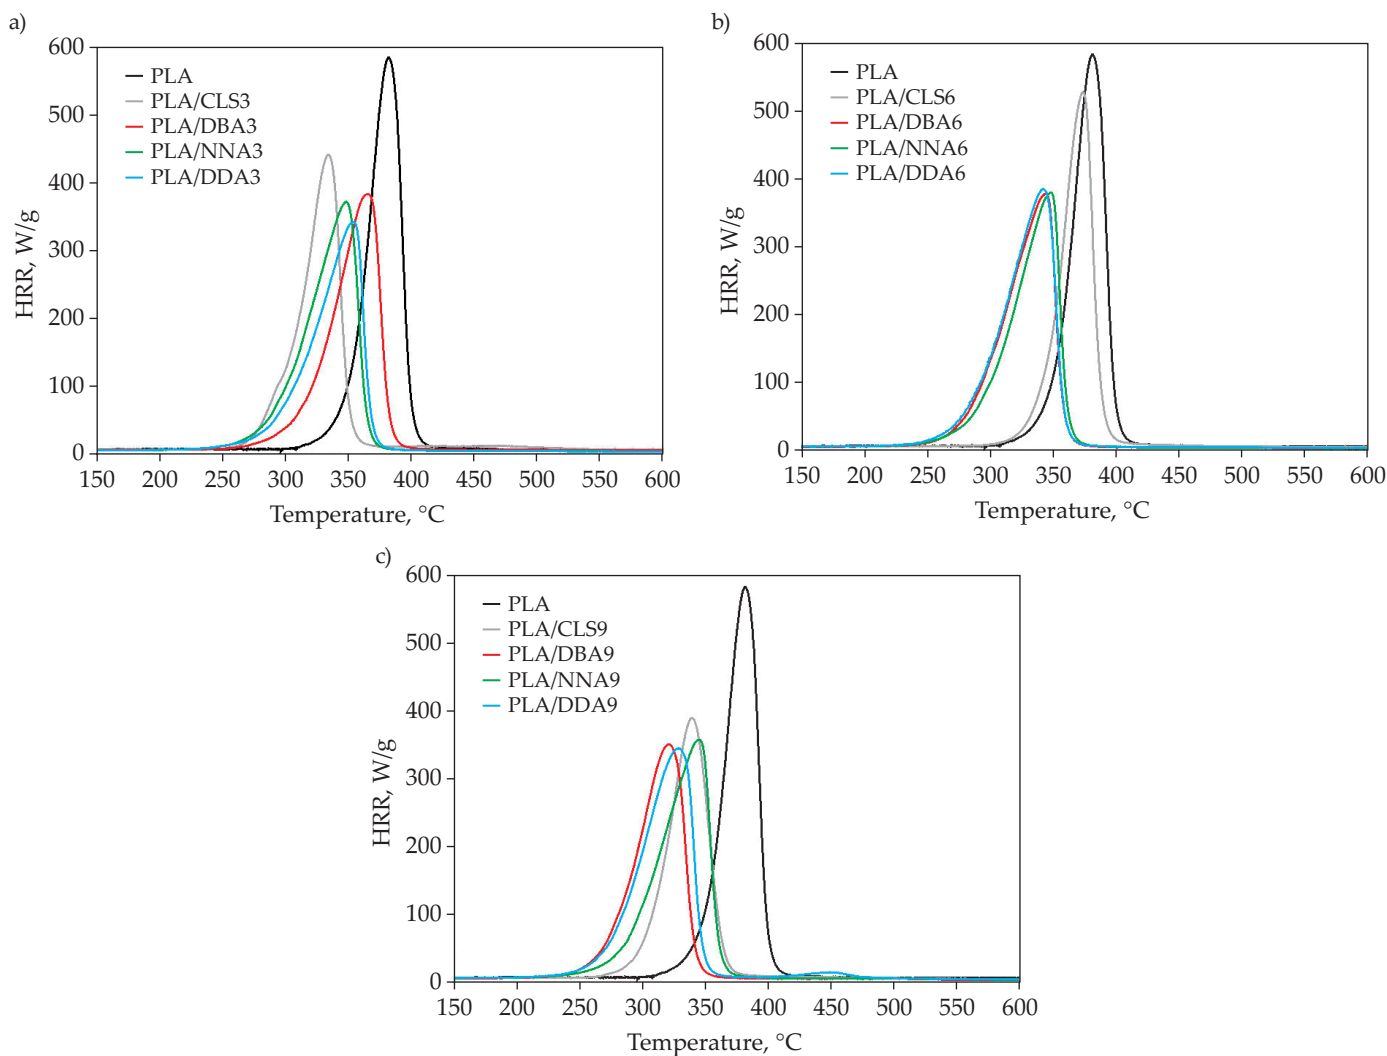 a)
600
500
400
300
200
100
0
HRR, W/g
PLA
PLA/CLS3
PLA/DBA3
PLA/NNA3
PLA/DDA3
150 200 250 300 350 400 450 500 550 600
Temperature, °C
b)
600
500
400
300
200
100
0
HRR, W/g
PLA
PLA/CLS6
PLA/DBA6
PLA/NNA6
PLA/DDA6
150 200 250 300 350 400 450 500 550 600
Temperature, °C
c)
600
500
400
300
200
100
0
HRR, W/g
PLA
PLA/CLS9
PLA/DBA9
PLA/NNA9
PLA/DDA9
150 200 250 300 350 400 450 500 550 600
Temperature, °C